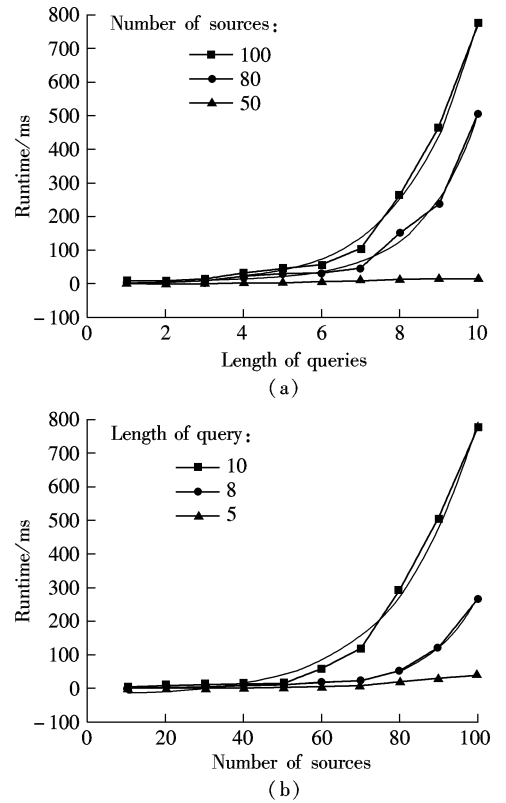 800
700
600
500
400
300
200
100
0
−100
Runtime/ms
Number of sources:
100
80
50
0 2 4 6 8 10
Length of queries
(a)
800
700
600
500
400
300
200
100
0
−100
Runtime/ms
Length of query:
10
8
5
0 20 40 60 80 100
Number of sources
(b)